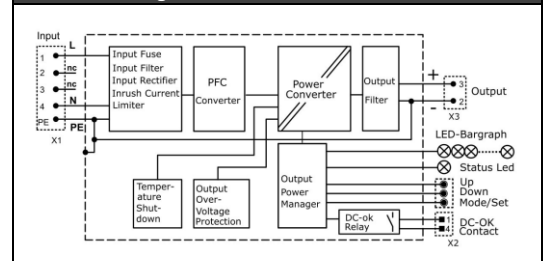 Input
L
1
2 nc
3 nc
4 N
PE PE
X1
Input Fuse
Input Filter
Input Rectifier
Inrush Current
Limiter
PFC
Converter
Power
Converter
Output
Filter
+ 3
- 2
Output
X3
LED-Bargraph
Status Led
Up
Down
Mode/Set
Temper-
ature
Shut-
down
Output
Over-
Voltage
Protection
Output
Power
Manager
DC-ok
Relay
1
4
DC-OK
Contact
X2